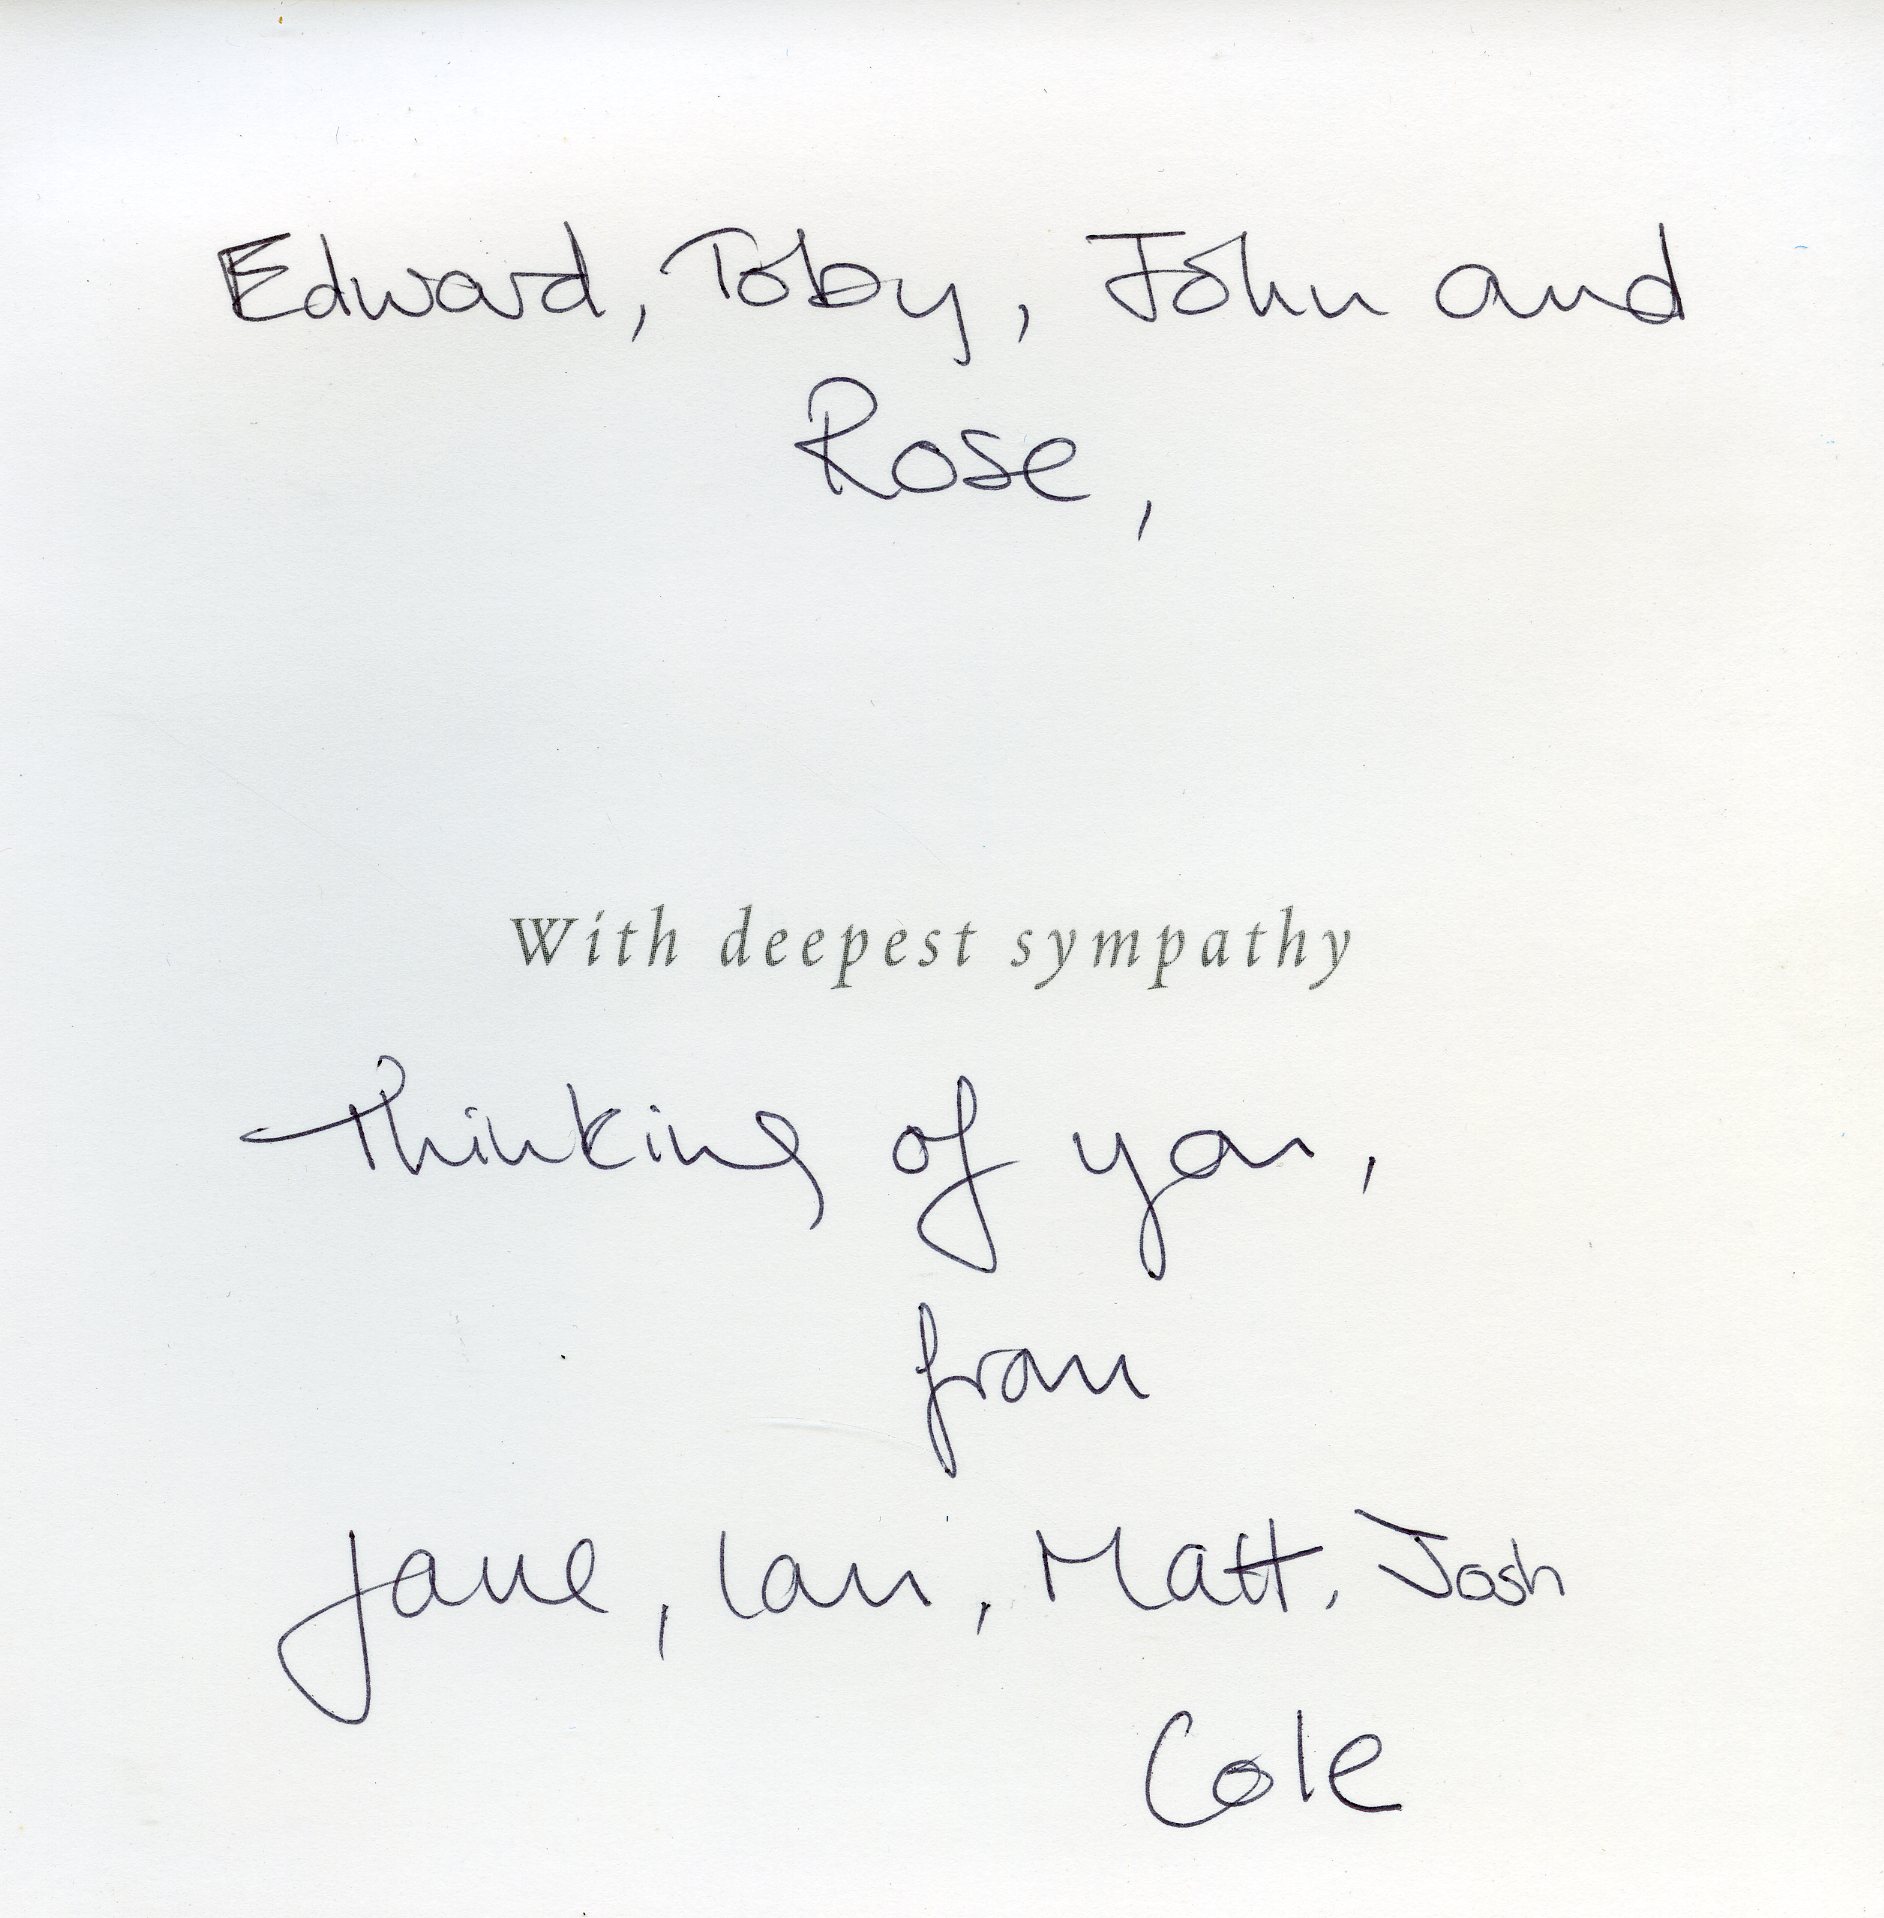 Edward, Toby, John and
Rose,
With deepest sympathy
Thinking of you,
from
Jane, Ian, Matt, Josh
Cole